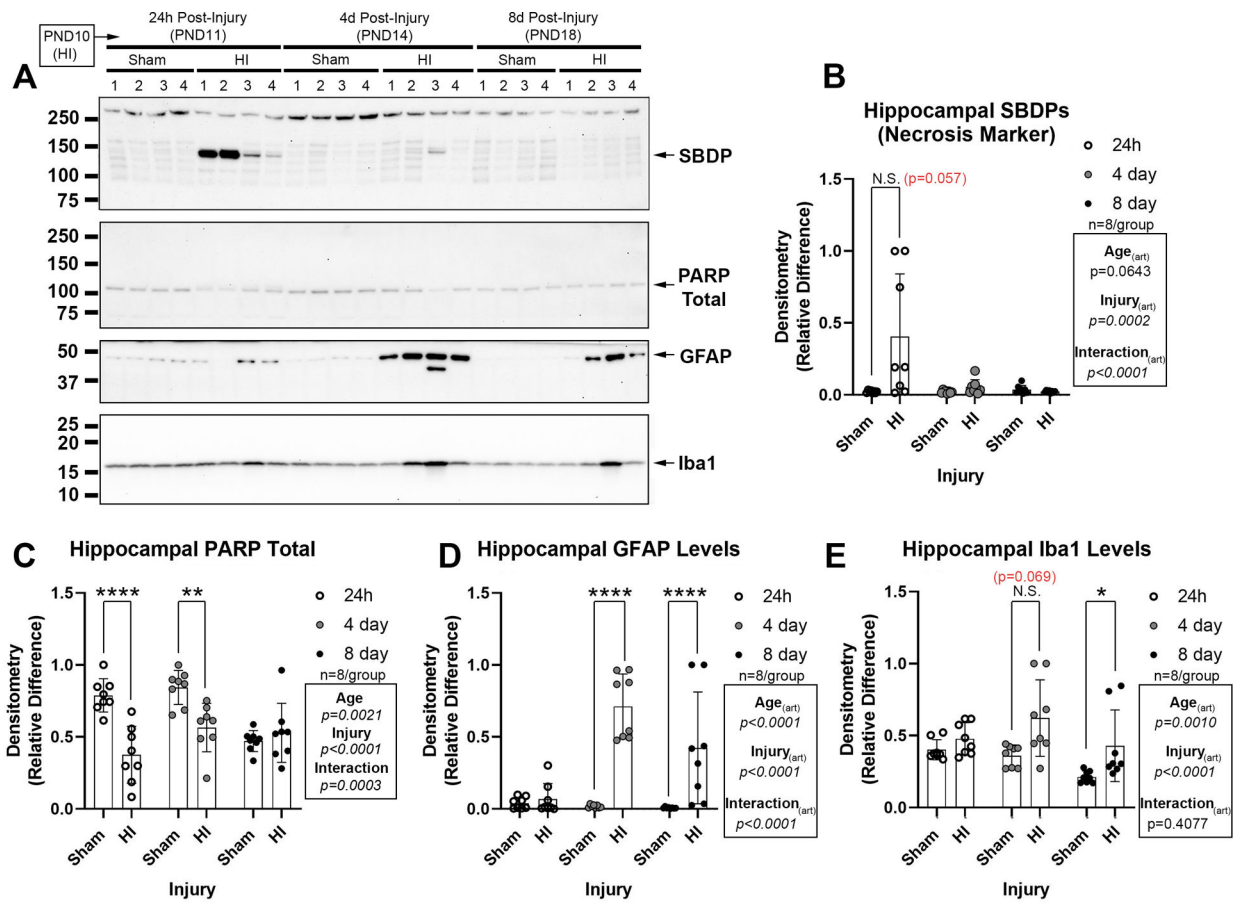 PND10
(HI)
24h Post-Injury
(PND11)
4d Post-Injury
(PND14)
8d Post-Injury
(PND18)
Sham HI Sham HI Sham HI
1 2 3 4 1 2 3 4 1 2 3 4 1 2 3 4 1 2 3 4 1 2 3 4
A
250
150
100
75
SBDP
250
150
100
75
PARP
Total
50
37
GFAP
25
20
15
10
Iba1
B
Hippocampal SBDPs
(Necrosis Marker)
24h
4 day
8 day
n=8/group
Age(art)
p=0.0643
Injury(art)
p=0.0002
Interaction(art)
p<0.0001
N.S. (p=0.057)
Densitometry
(Relative Difference)
1.5
1.0
0.5
0.0
Sham HI Sham HI Sham HI
Injury
C
Hippocampal PARP Total
24h
4 day
8 day
n=8/group
Age
p=0.0021
Injury
p<0.0001
Interaction
p=0.0003
**** **
Densitometry
(Relative Difference)
1.5
1.0
0.5
0.0
Sham HI Sham HI Sham HI
Injury
D
Hippocampal GFAP Levels
24h
4 day
8 day
n=8/group
Age(art)
p<0.0001
Injury(art)
p<0.0001
Interaction(art)
p<0.0001
**** ****
Densitometry
(Relative Difference)
1.5
1.0
0.5
0.0
Sham HI Sham HI Sham HI
Injury
E
Hippocampal Iba1 Levels
24h
4 day
8 day
n=8/group
Age(art)
p=0.0010
Injury(art)
p<0.0001
Interaction(art)
p=0.4077
(p=0.069)
N.S.
*
Densitometry
(Relative Difference)
1.5
1.0
0.5
0.0
Sham HI Sham HI Sham HI
Injury